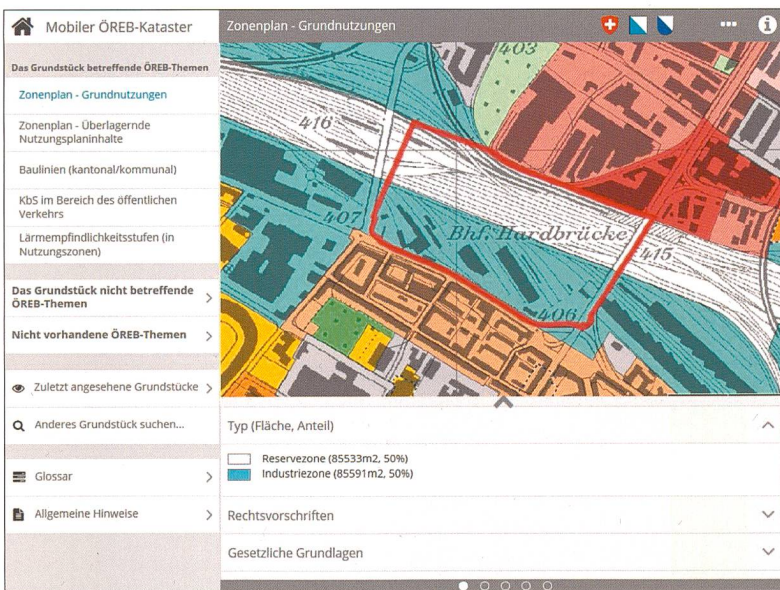 Mobiler ÖREB-Kataster
Zonenplan - Grundnutzungen
Das Grundstück betreffende ÖREB-Themen
Zonenplan - Grundnutzungen
Zonenplan - Überlagernde
Nutzungsplaninhalte
Baulinien (kantonal/kommunal)
KbS im Bereich des öffentlichen
Verkehrs
Lärmempfindlichkeitsstufen (in
Nutzungszonen)
Das Grundstück nicht betreffende
ÖREB-Themen
Nicht vorhandene ÖREB-Themen
Zuletzt angesehene Grundstücke
Anderes Grundstück suchen...
Glossar
Allgemeine Hinweise
403
416
407
Bhf. Hardbrücke
415
406
Typ (Fläche, Anteil)
Reservezone (85533m2, 50%)
Industriezone (85591m2, 50%)
Rechtsvorschriften
Gesetzliche Grundlagen